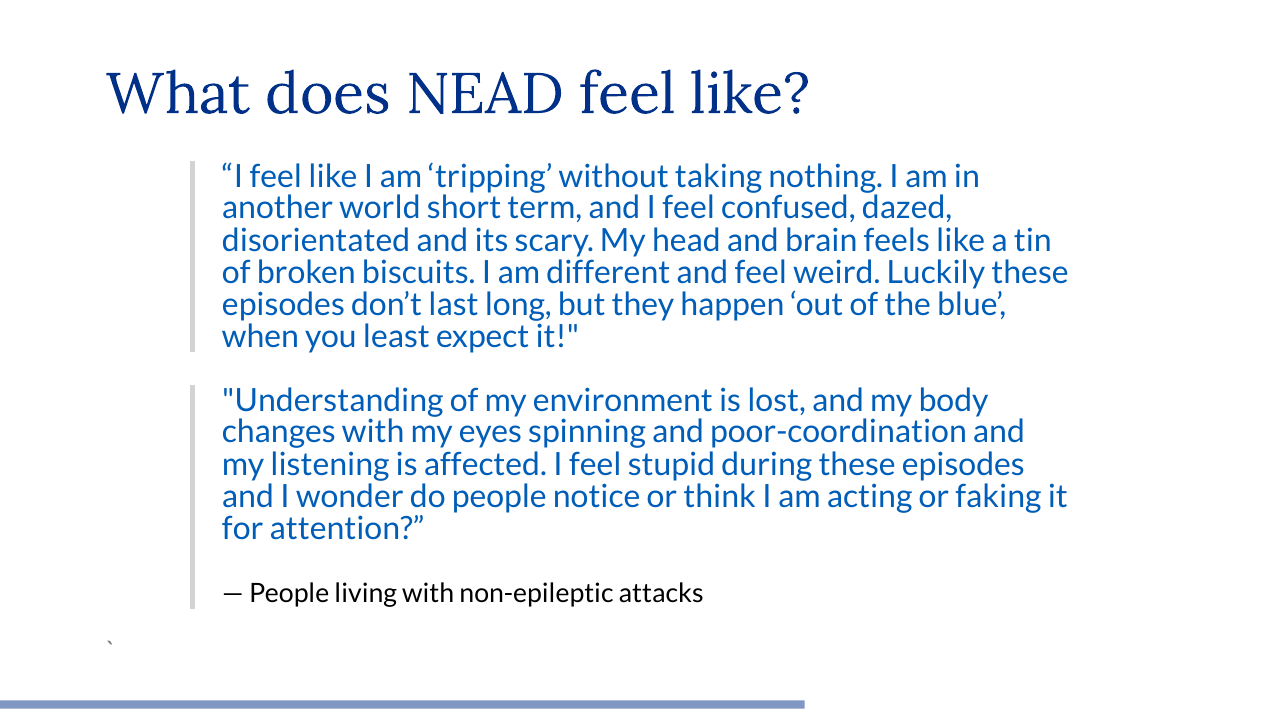 What does NEAD feel like?
“I feel like I am ‘tripping’ without taking nothing. I am in
another world short term, and I feel confused, dazed,
disorientated and its scary. My head and brain feels like a tin
of broken biscuits. I am different and feel weird. Luckily these
episodes don’t last long, but they happen ‘out of the blue’,
when you least expect it!"
"Understanding of my environment is lost, and my body
changes with my eyes spinning and poor-coordination and
my listening is affected. I feel stupid during these episodes
and I wonder do people notice or think I am acting or faking it
for attention?”
— People living with non-epileptic attacks
`